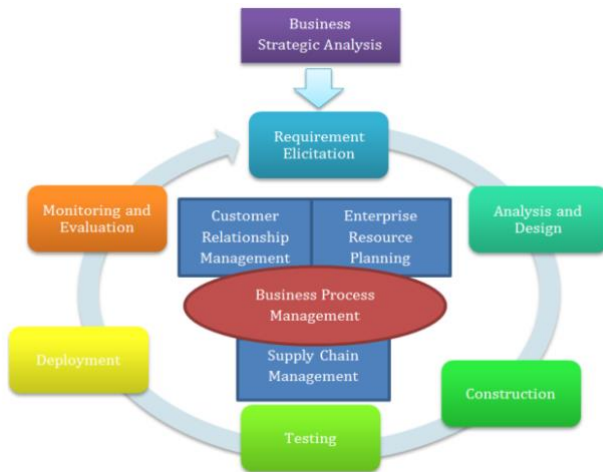 Business
Strategic Analysis
Requirement
Elicitation
Monitoring and
Evaluation
Customer
Relationship
Management
Enterprise
Resource
Planning
Analysis and
Design
Business Process
Management
Deployment
Supply Chain
Management
Construction
Testing